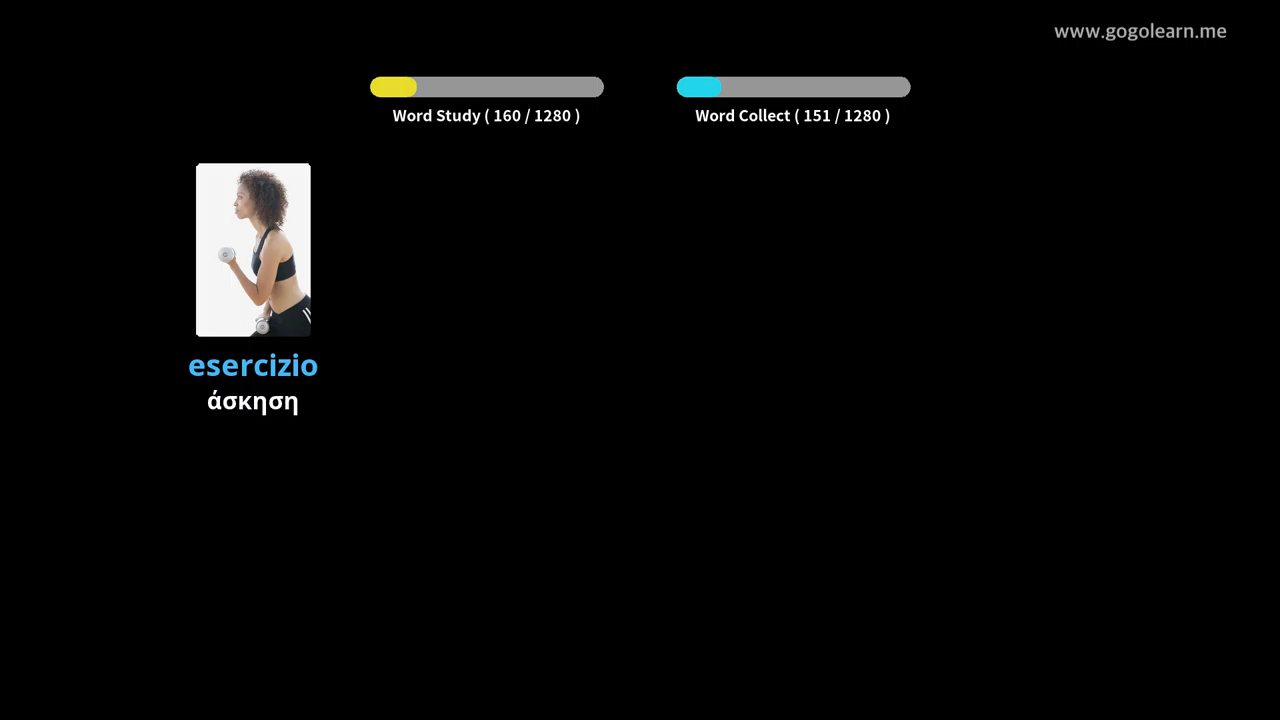 www.gogolearn.me
Word Study ( 160 / 1280 )
Word Collect ( 151 / 1280 )
esercizio
άσκηση